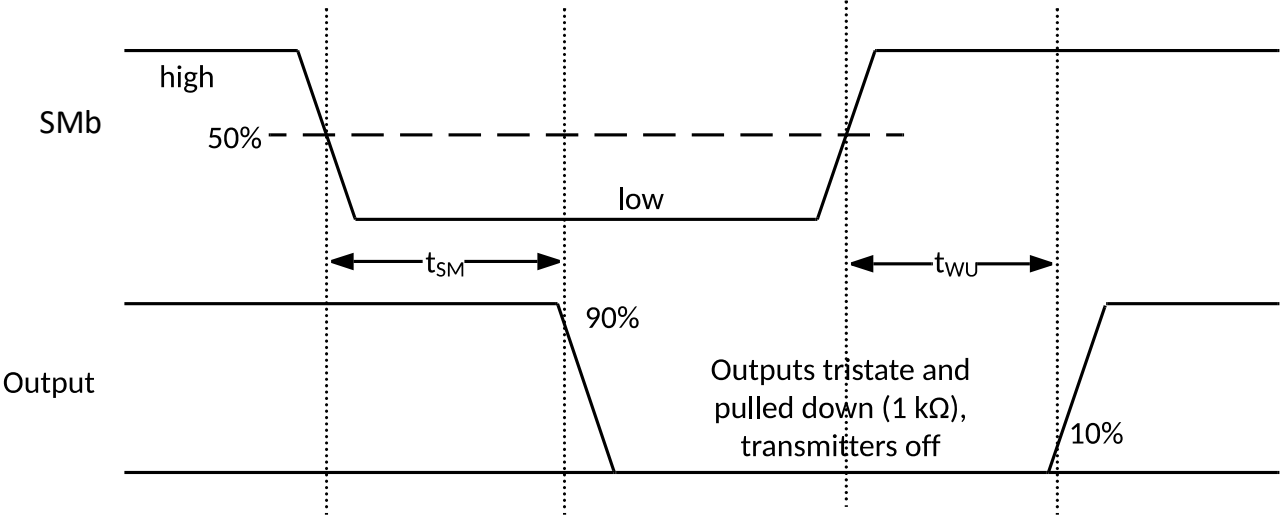 high
SMb
50%
low
tSM
tWU
90%
Output
Outputs tristate and
pulled down (1 kΩ),
transmitters off
10%